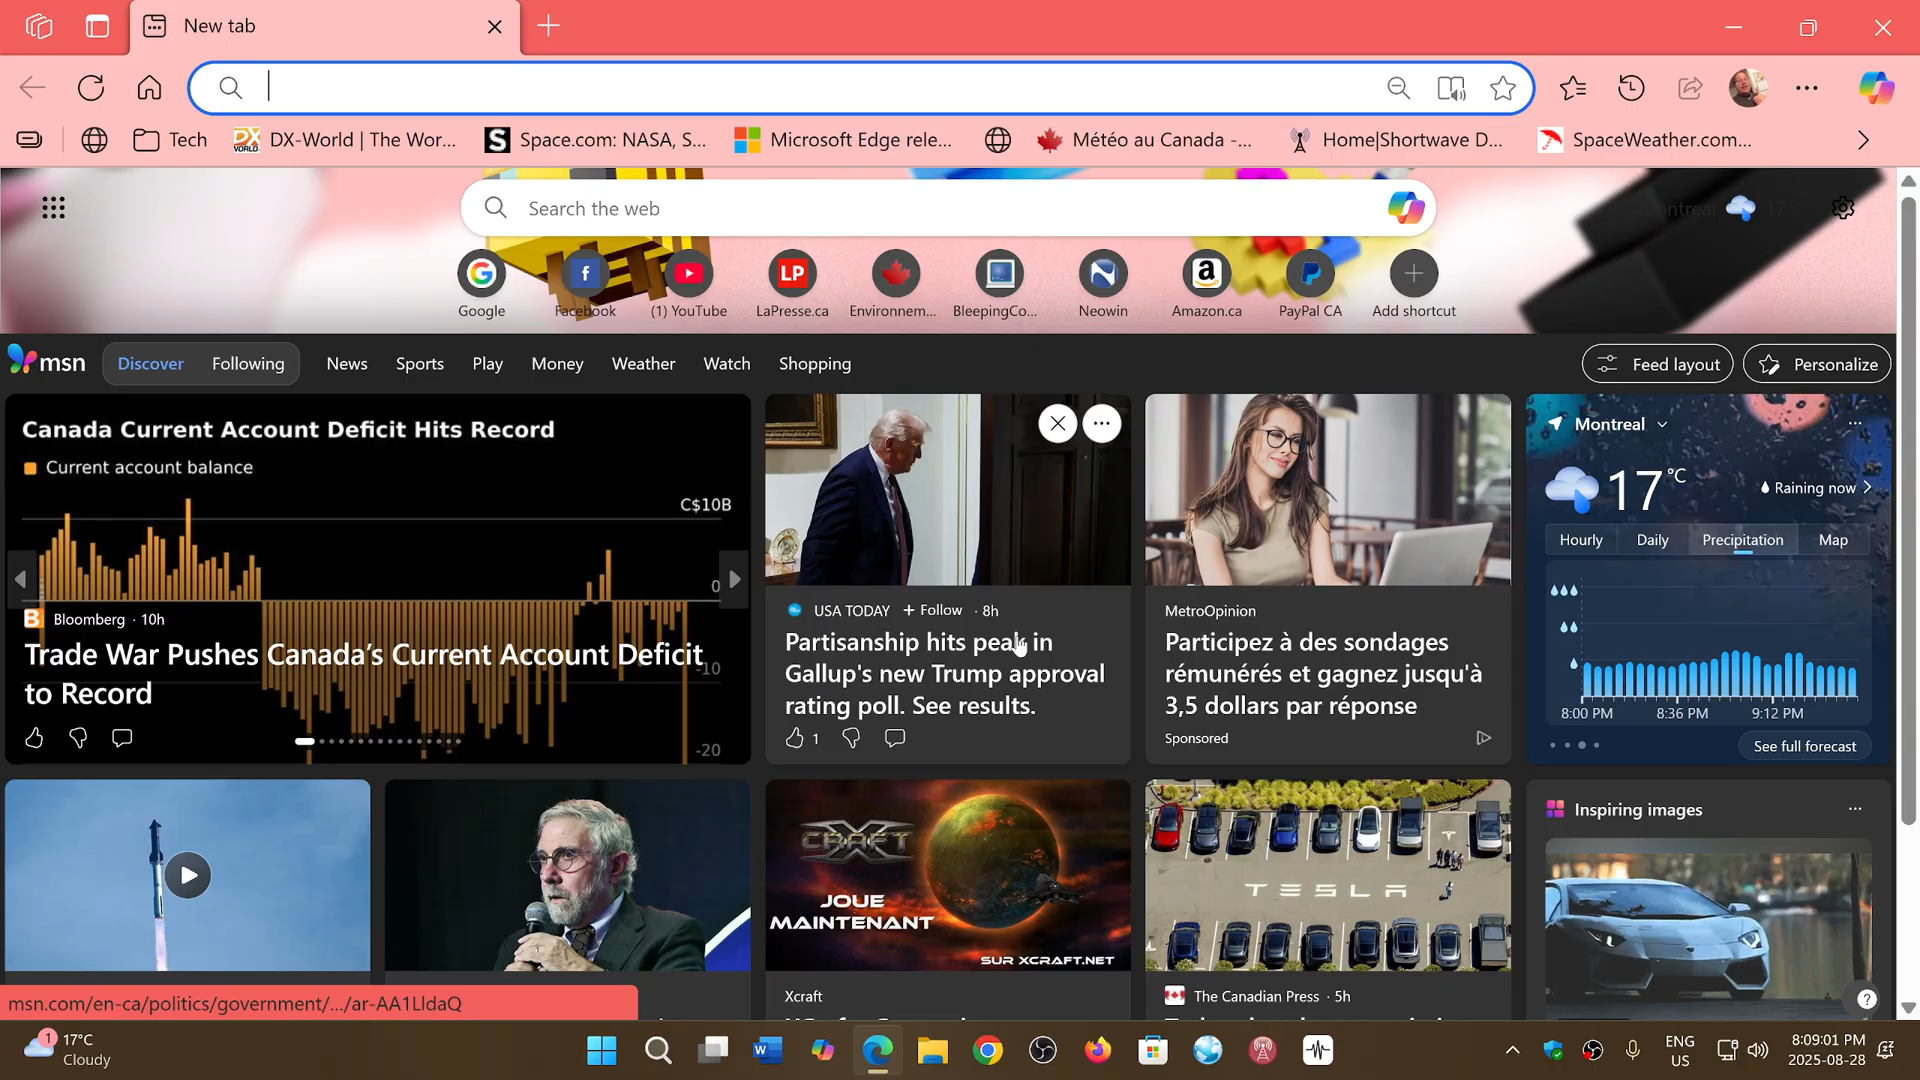 New tab
Tech
DX-World | The Wor...
Space.com: NASA, S...
Microsoft Edge rele...
Météo au Canada -...
Home|Shortwave D...
SpaceWeather.com...
Search the web
17
Google
Facebook
(1) YouTube
LaPresse.ca
Environnem...
BleepingCo...
Neowin
Amazon.ca
PayPal CA
Add shortcut
msn
Discover
Following
News
Sports
Play
Money
Weather
Watch
Shopping
Feed layout
Personalize
Canada Current Account Deficit Hits Record
Current account balance
C$10B
0
-10
-20
Bloomberg · 10h
Trade War Pushes Canada's Current Account Deficit
to Record
USA TODAY + Follow · 8h
Partisanship hits peak in
Gallup's new Trump approval
rating poll. See results.
1
MetroOpinion
Participez à des sondages
rémunérés et gagnez jusqu'à
3,5 dollars par réponse
Sponsored
Montreal
17°C
Raining now
Hourly
Daily
Precipitation
Map
8:00 PM
8:36 PM
9:12 PM
See full forecast
X CRAFT
JOUE
MAINTENANT
SUR XCRAFT.NET
Xcraft
TESLA
The Canadian Press · 5h
Inspiring images
msn.com/en-ca/politics/government/.../ar-AA1LldaQ
1
17°C
Cloudy
ENG
US
8:09:01 PM
2025-08-28